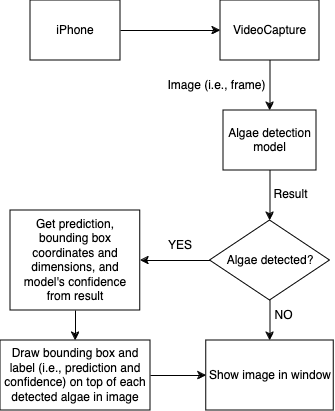 iPhone
VideoCapture
Image (i.e., frame)
Algae detection
model
Result
Algae detected?
YES
NO
Get prediction,
bounding box
coordinates and
dimensions, and
model's confidence
from result
Draw bounding box and
label (i.e., prediction and
confidence) on top of each
detected algae in image
Show image in window